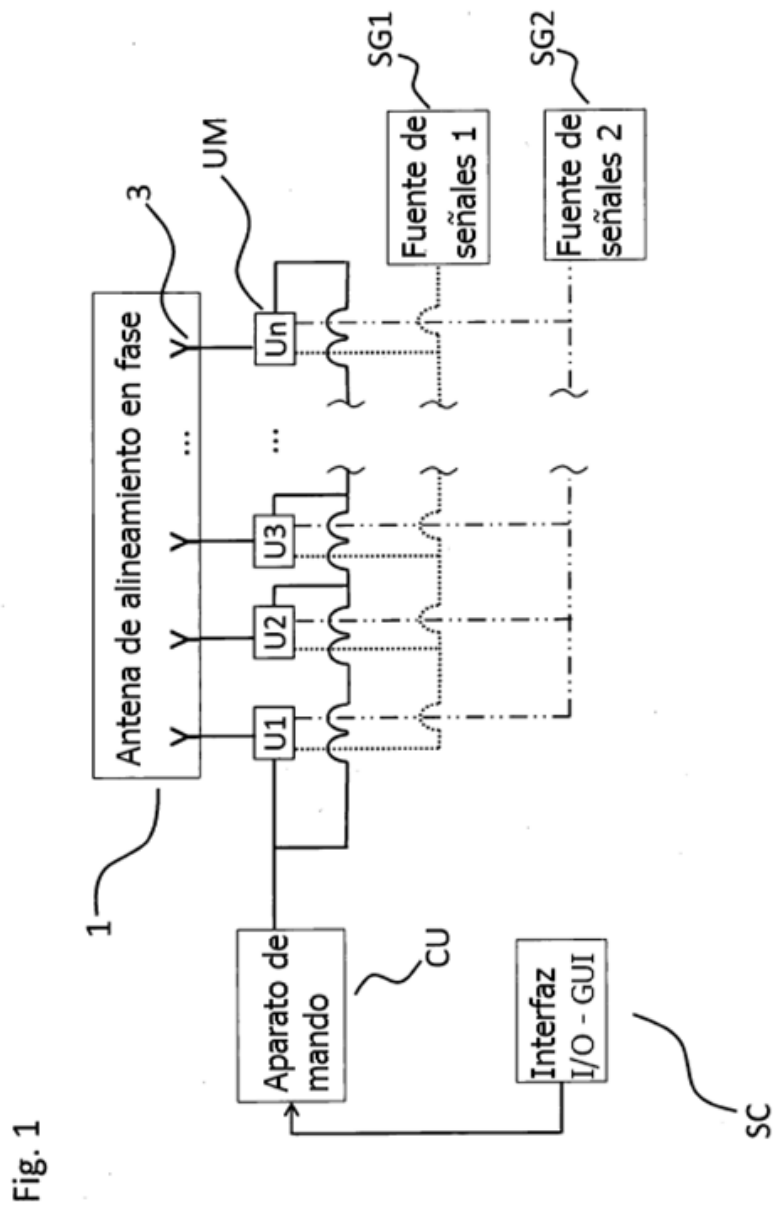 Fig. 1
Antena de alineamiento en fase
1
3
...
UM
U1
U2
U3
...
Un
Aparato de
mando
CU
Interfaz
I/O - GUI
SC
Fuente de
señales 1
SG1
Fuente de
señales 2
SG2